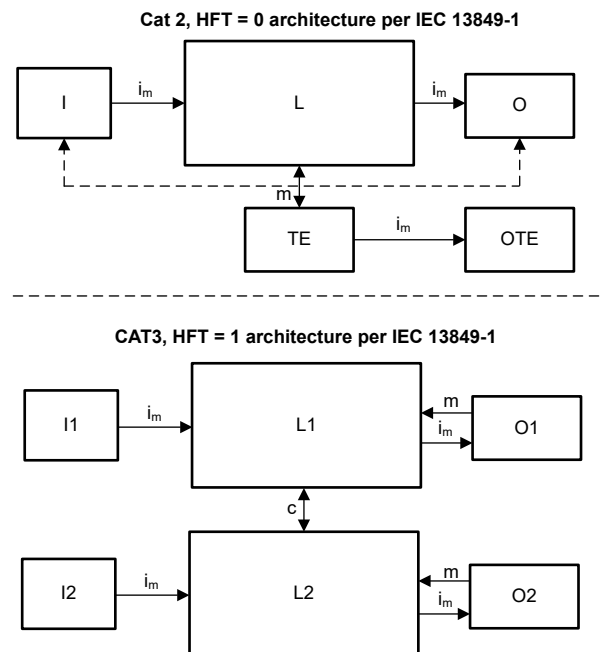 Cat 2, HFT = 0 architecture per IEC 13849-1
I
im
L
im
O
m
TE
im
OTE
CAT3, HFT = 1 architecture per IEC 13849-1
I1
im
L1
m
im
O1
c
I2
im
L2
m
im
O2